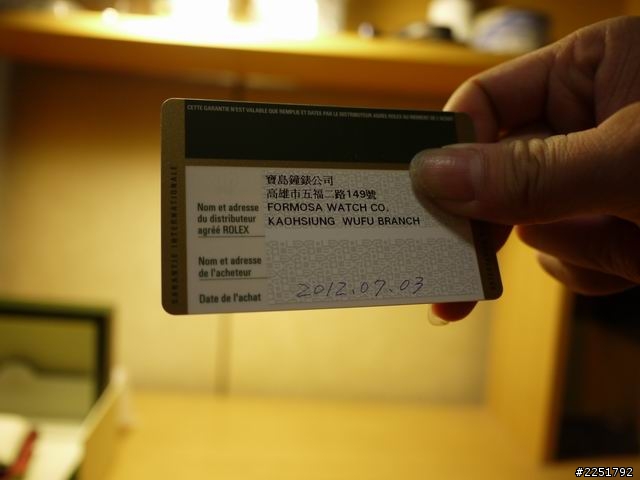 CETTE GARANTIE N'EST VALABLE QUE REMPLIE ET DATEE PAR LE DISTRIBUTEUR AGREE ROLEX AU MOMENT DE L'ACHAT
GARANTIE INTERNATIONALE
寶島鐘錶公司
高雄市五福二路149號
Nom et adresse
du distributeur
agréé ROLEX
FORMOSA WATCH CO.
KAOHSIUNG WUFU BRANCH
Nom et adresse
de l'acheteur
Date de l'achat
2012.07.03
#2251792